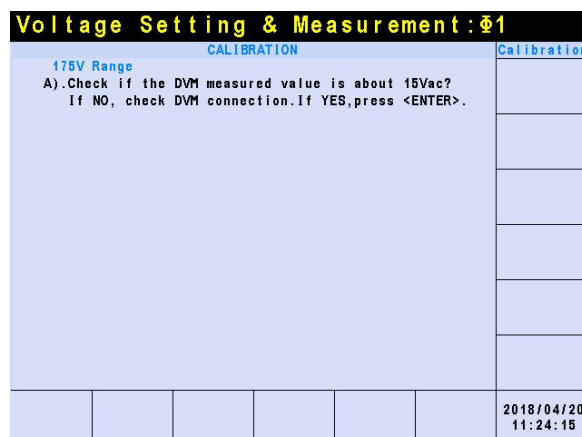 Voltage Setting & Measurement:Φ1
CALIBRATION
Calibration
175V Range
A).Check if the DVM measured value is about 15Vac?
If NO, check DVM connection.If YES,press <ENTER>.
2018/04/20
11:24:15